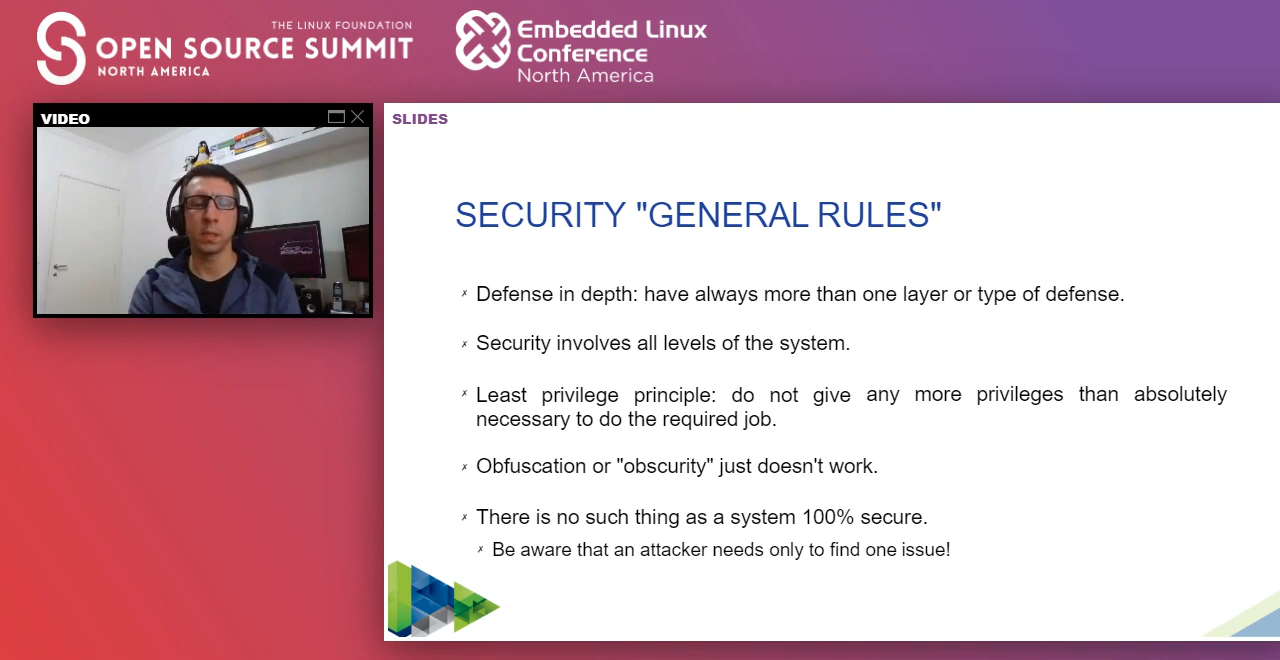 THE LINUX FOUNDATION
OPEN SOURCE SUMMIT
NORTH AMERICA
Embedded Linux
Conference
North America
VIDEO
SLIDES
SECURITY "GENERAL RULES"
Defense in depth: have always more than one layer or type of defense.
Security involves all levels of the system.
Least privilege principle: do not give any more privileges than absolutely
necessary to do the required job.
Obfuscation or "obscurity" just doesn't work.
There is no such thing as a system 100% secure.
Be aware that an attacker needs only to find one issue!